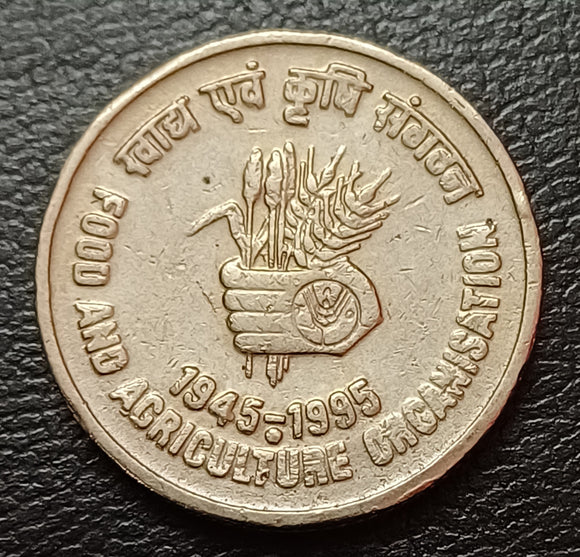 खाद्य एवं कृषि संगठन
FOOD AND AGRICULTURE ORGANISATION
1945-1995